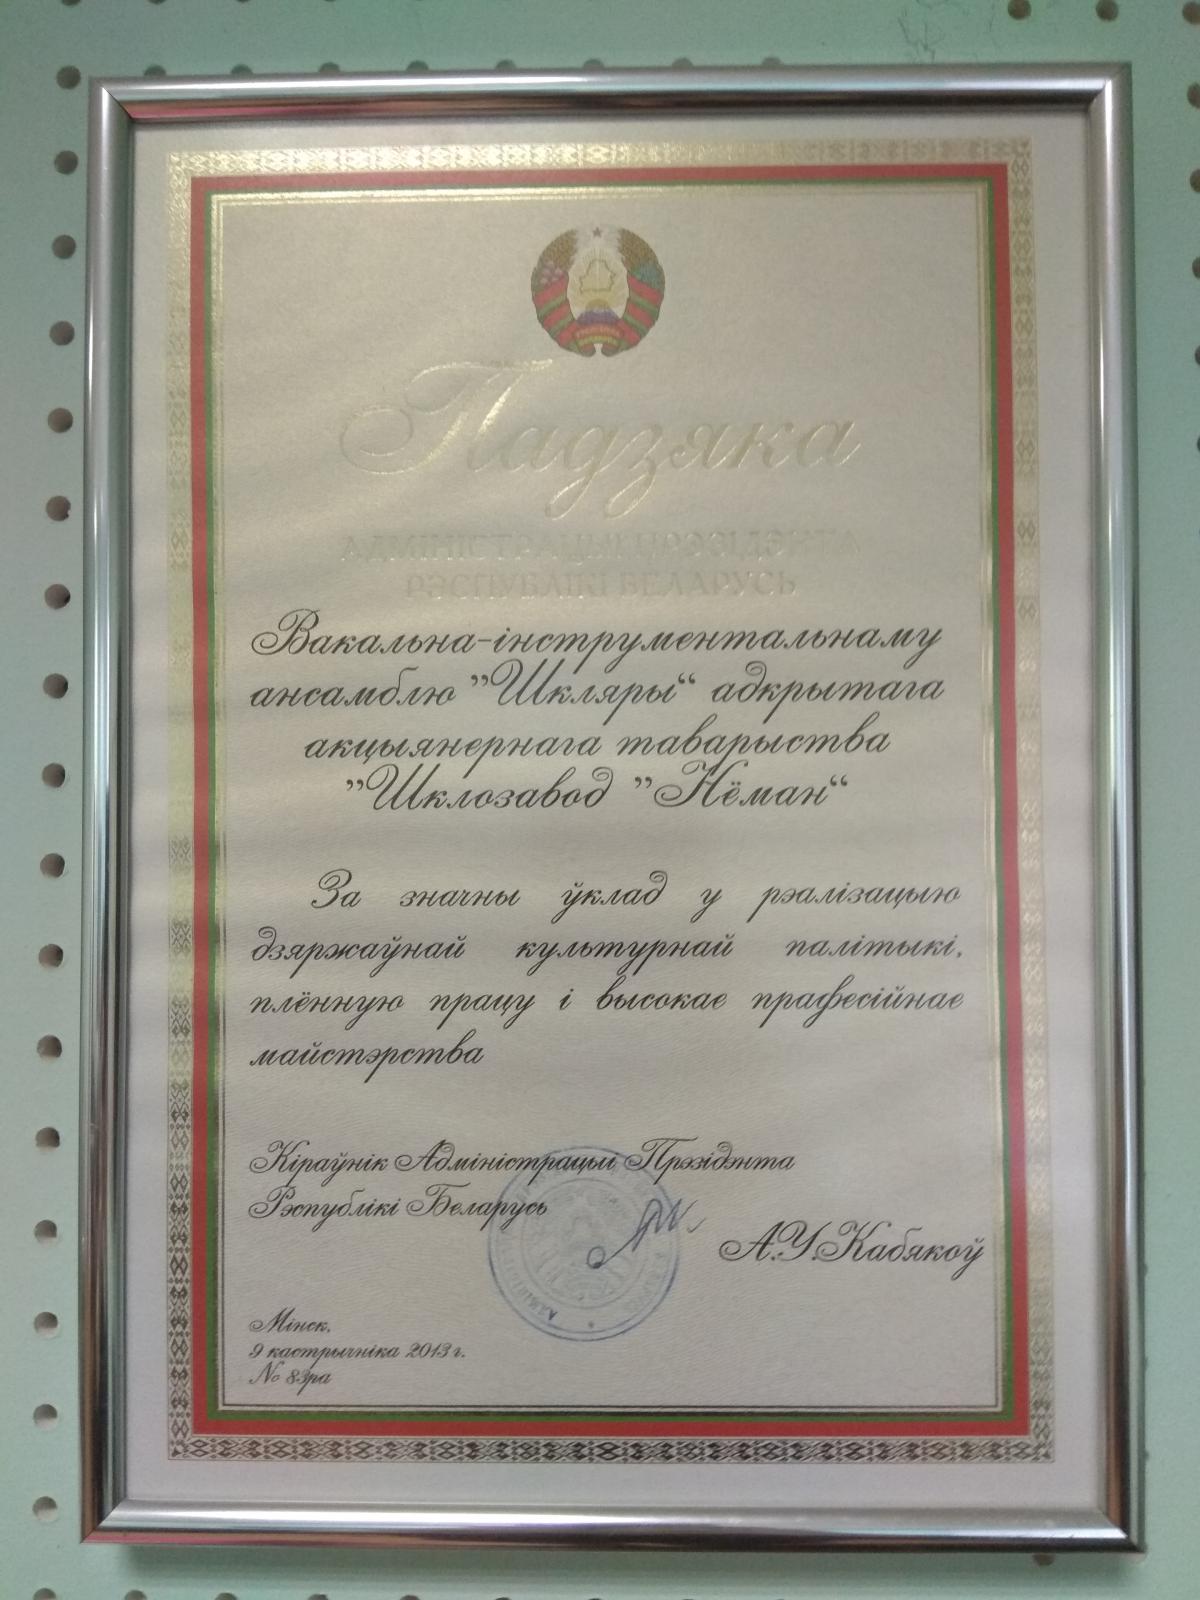 Падзяка
АДМІНІСТРАЦЫІ ПРЭЗІДЭНТА
РЭСПУБЛІКІ БЕЛАРУСЬ
Вакальна-інструментальнаму
ансамблю ”Шкляры“ адкрытага
акцыянернага таварыства
”Шклозавод ”Нёман“
За значны ўклад у рэалізацыю
дзяржаўнай культурнай палітыкі,
плённую працу і высокае прафесійнае
майстэрства
Кіраўнік Адміністрацыі Прэзідэнта
Рэспублікі Беларусь
А.У.Кабякоў
Мінск,
9 кастрычніка 2013 г.
№ 83ра